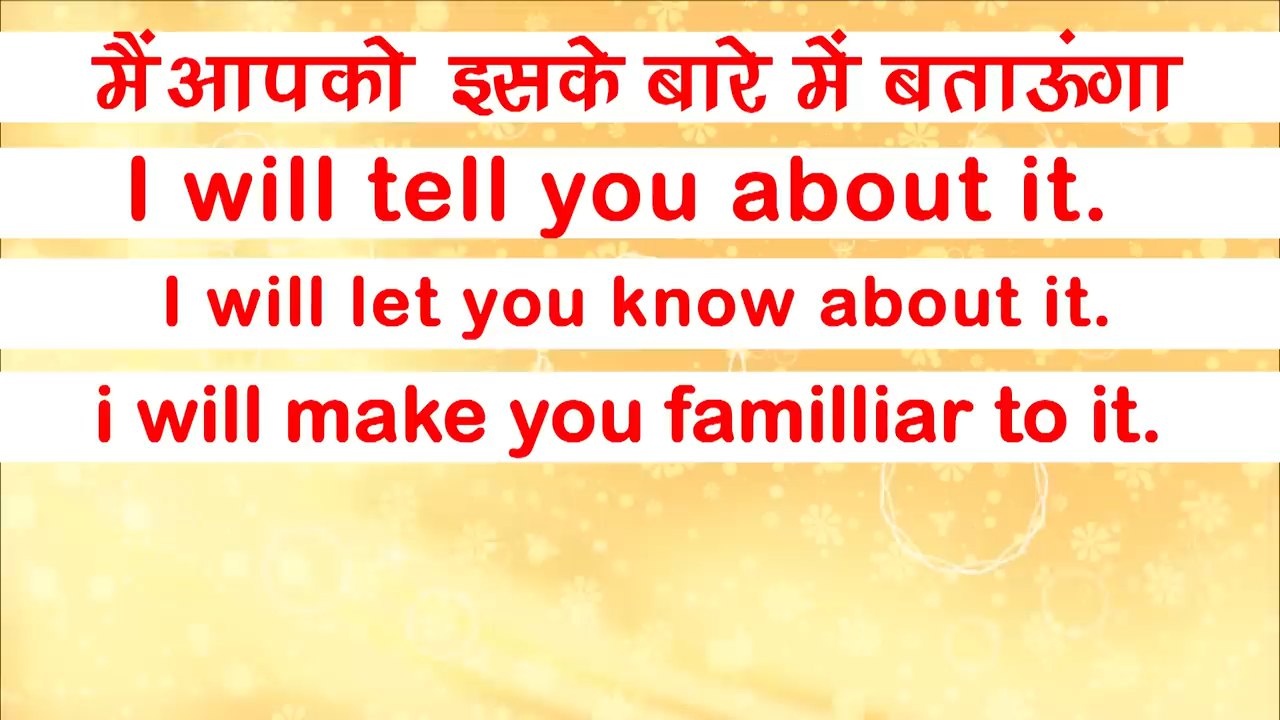 मैं आपको इसके बारे में बताऊंगा
I will tell you about it.
I will let you know about it.
i will make you familliar to it.